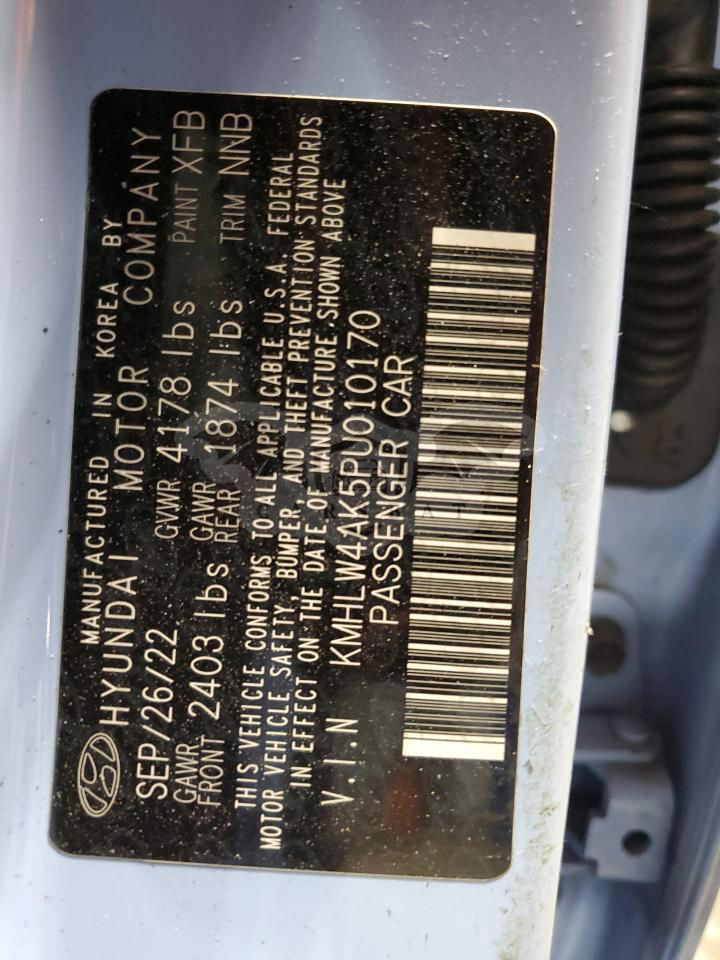 MANUFACTURED IN KOREA BY
HYUNDAI MOTOR COMPANY
SEP/26/22 GVWR 4178 lbs PAINT XFB
GAWR FRONT 2403 lbs GAWR REAR 1874 lbs TRIM NNB
THIS VEHICLE CONFORMS TO ALL APPLICABLE U.S.A. FEDERAL
MOTOR VEHICLE SAFETY, BUMPER, AND THEFT PREVENTION STANDARDS
IN EFFECT ON THE DATE OF MANUFACTURE SHOWN ABOVE
V.I.N KMHLW4AK5PU010170
PASSENGER CAR